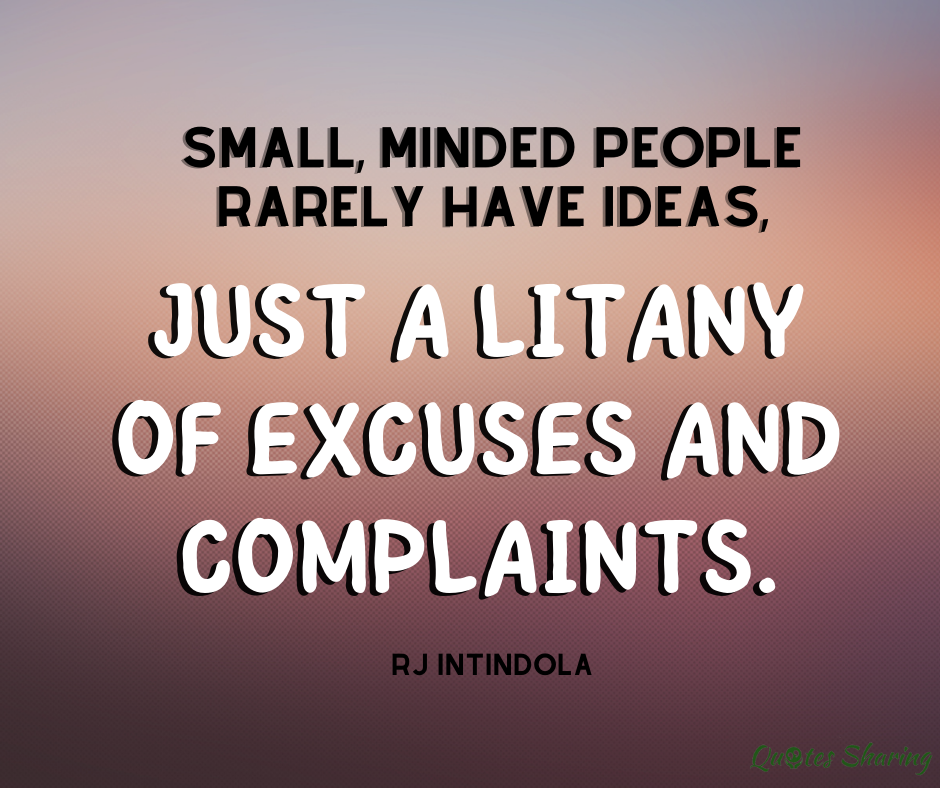 SMALL, MINDED PEOPLE
RARELY HAVE IDEAS,
JUST A LITANY
OF EXCUSES AND
COMPLAINTS.
RJ INTINDOLA
Quotes Sharing